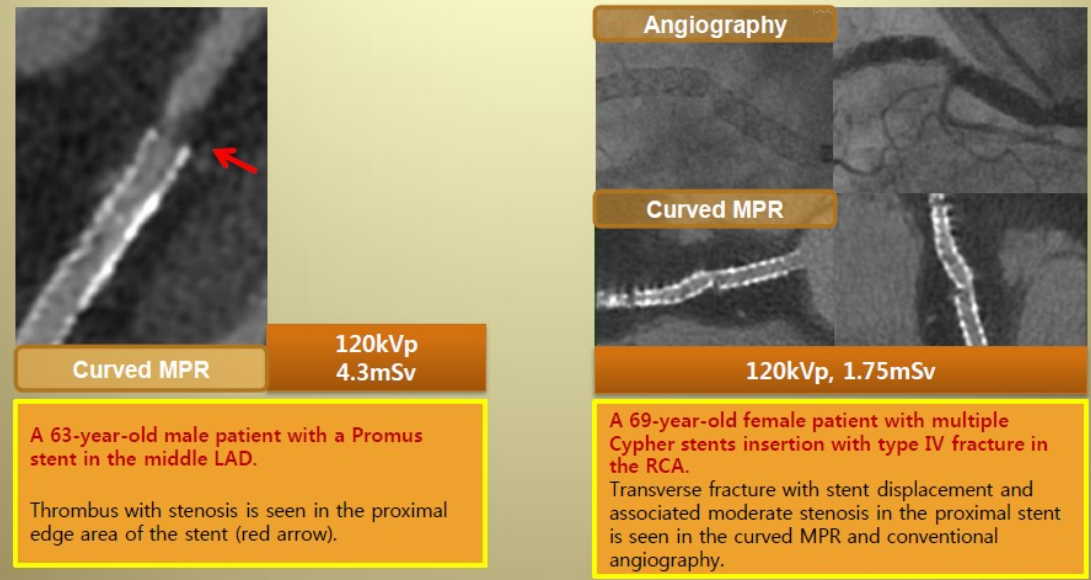 Curved MPR
120kVp
4.3mSv
A 63-year-old male patient with a Promus
stent in the middle LAD.
Thrombus with stenosis is seen in the proximal
edge area of the stent (red arrow).
Angiography
Curved MPR
120kVp, 1.75mSv
A 69-year-old female patient with multiple
Cypher stents insertion with type IV fracture in
the RCA.
Transverse fracture with stent displacement and
associated moderate stenosis in the proximal stent
is seen in the curved MPR and conventional
angiography.